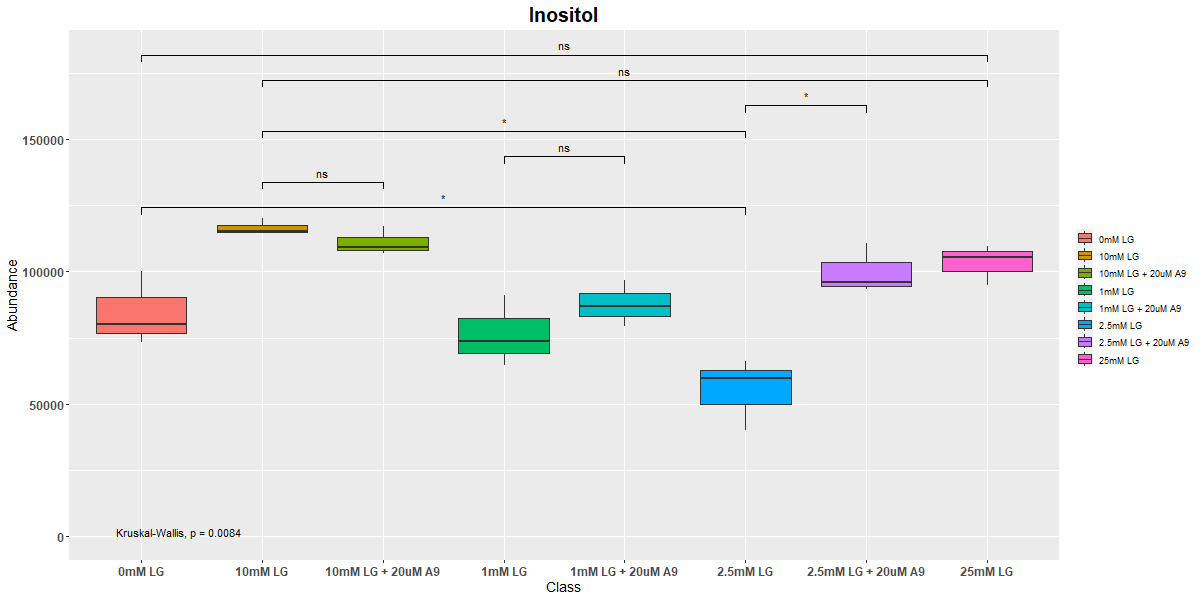 Inositol
ns
ns
*
*
ns
ns
*
Abundance
150000
100000
50000
0
Kruskal-Wallis, p = 0.0084
0mM LG
10mM LG
10mM LG + 20uM A9
1mM LG
1mM LG + 20uM A9
2.5mM LG
2.5mM LG + 20uM A9
25mM LG
Class
0mM LG
10mM LG
10mM LG + 20uM A9
1mM LG
1mM LG + 20uM A9
2.5mM LG
2.5mM LG + 20uM A9
25mM LG